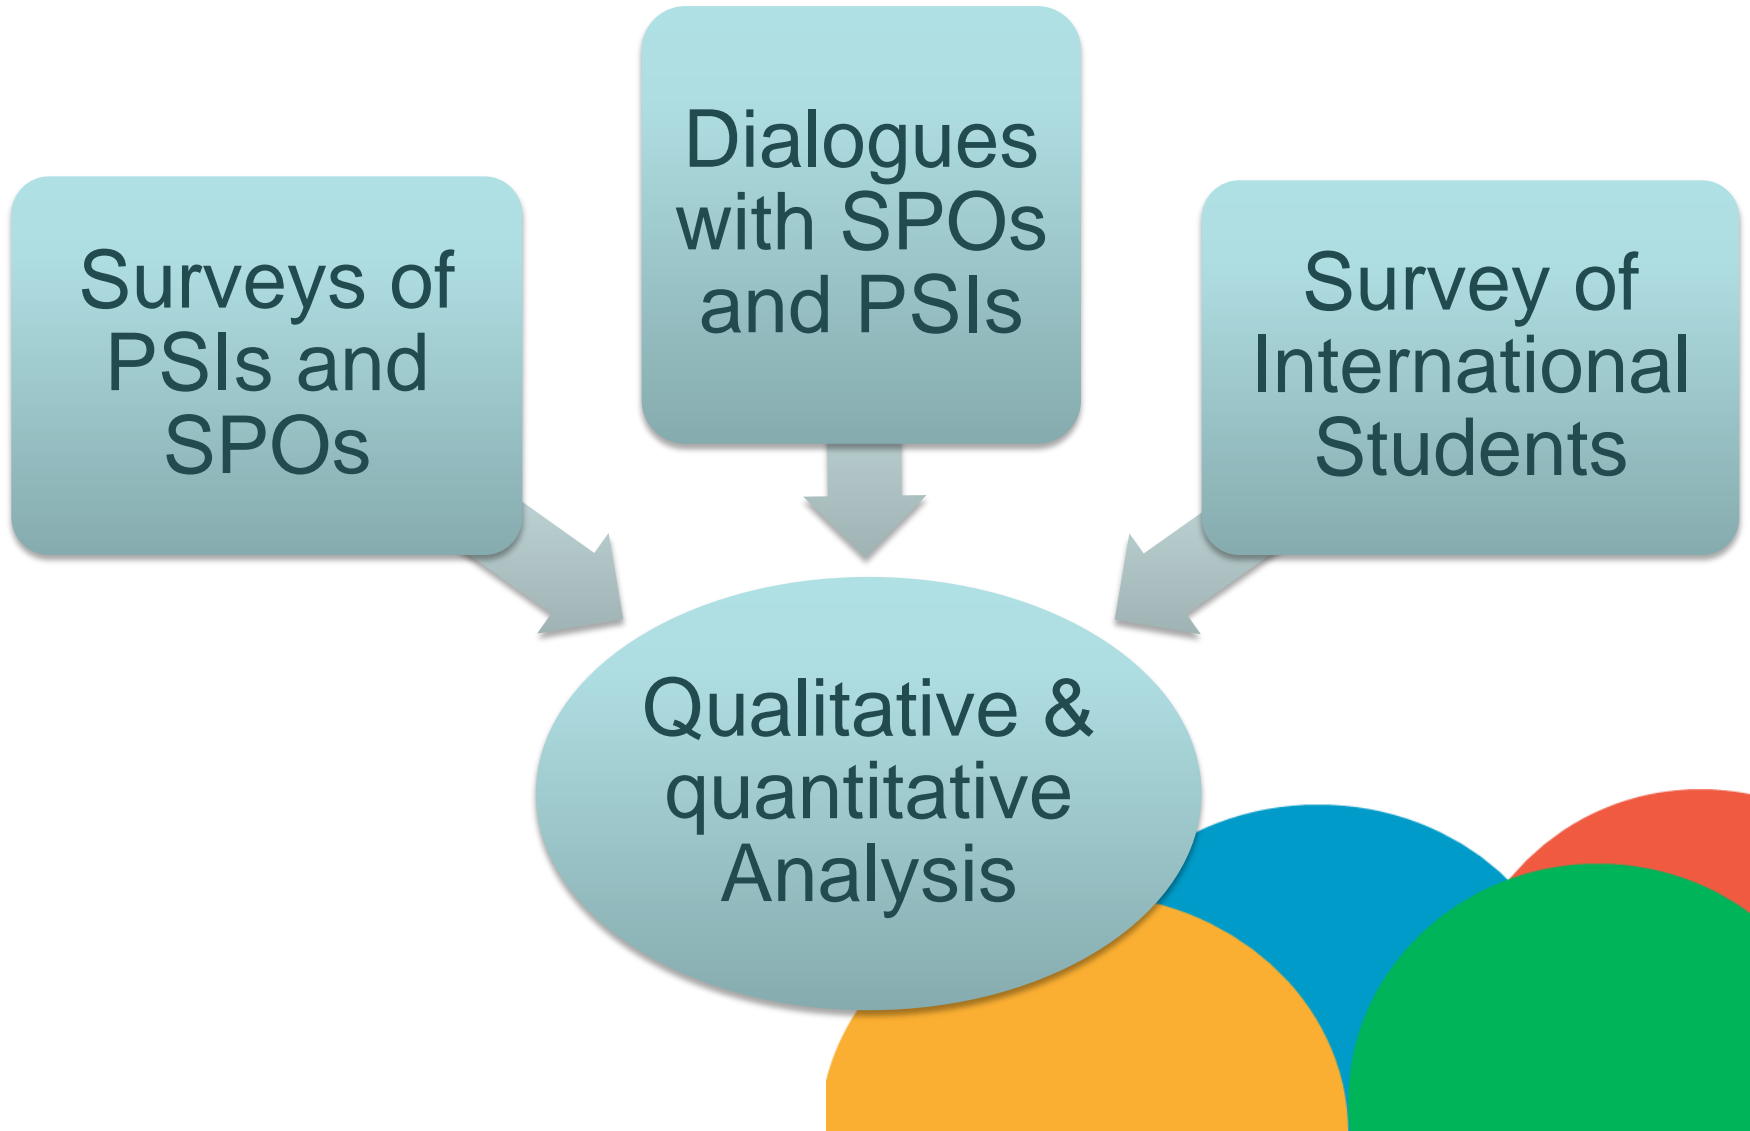 Surveys of
PSIs and
SPOs
Dialogues
with SPOs
and PSIs
Survey of
International
Students
Qualitative &
quantitative
Analysis